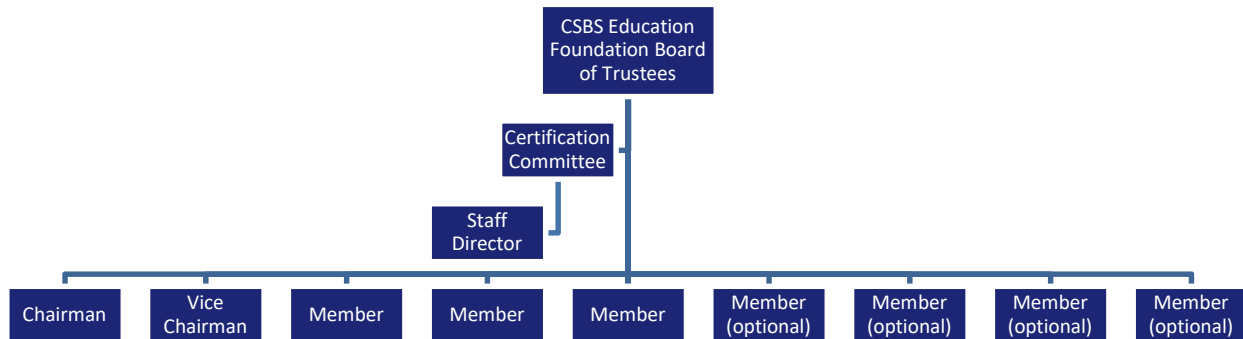 CSBS Education
Foundation Board
of Trustees
Certification
Committee
Staff
Director
Chairman
Vice
Chairman
Member
Member
Member
Member
(optional)
Member
(optional)
Member
(optional)
Member
(optional)